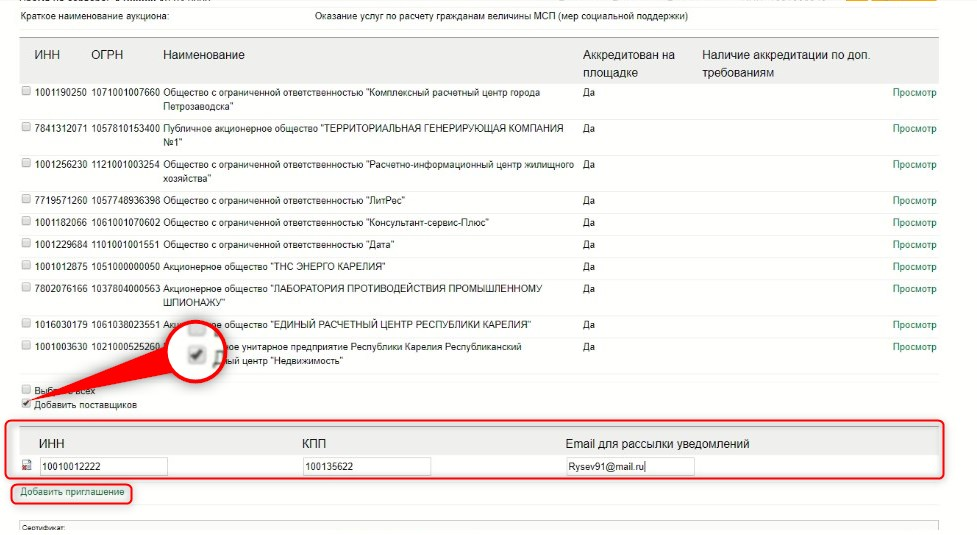 Краткое наименование аукциона: Оказание услуг по расчету гражданам величины МСП (мер социальной поддержки)
ИНН ОГРН Наименование Аккредитован на площадке Наличие аккредитации по доп. требованиям
1001190250 1071001007660 Общество с ограниченной ответственностью "Комплексный расчетный центр города Да Просмотр
Петрозаводска"
7841312071 1057810153400 Публичное акционерное общество "ТЕРРИТОРИАЛЬНАЯ ГЕНЕРИРУЮЩАЯ КОМПАНИЯ Да Просмотр
№1"
1001256230 1121001003254 Общество с ограниченной ответственностью "Расчетно-информационный центр жилищного Да Просмотр
хозяйства"
7719571260 1057748936398 Общество с ограниченной ответственностью "ЛитРес" Да Просмотр
1001182066 1061001070602 Общество с ограниченной ответственностью "Консультант-сервис-Плюс" Да Просмотр
1001229684 1101001001551 Общество с ограниченной ответственностью "Дата" Да Просмотр
1001012875 1051000000050 Акционерное общество "ТНС ЭНЕРГО КАРЕЛИЯ" Да Просмотр
7802076166 1037804000563 Акционерное общество "ЛАБОРАТОРИЯ ПРОТИВОДЕЙСТВИЯ ПРОМЫШЛЕННОМУ Да Просмотр
ШПИОНАЖУ"
1016030179 1061038023551 общество "ЕДИНЫЙ РАСЧЕТНЫЙ ЦЕНТР РЕСПУБЛИКИ КАРЕЛИЯ" Да Просмотр
1001003630 1021000525260 унитарное предприятие Республики Карелия Республиканский Да Просмотр
центр "Недвижимость"
всех
Добавить поставщиков
ИНН КПП Email для рассылки уведомлений
10010012222 100135622 Rysev91@mail.ru
Добавить приглашение
Сертификат: